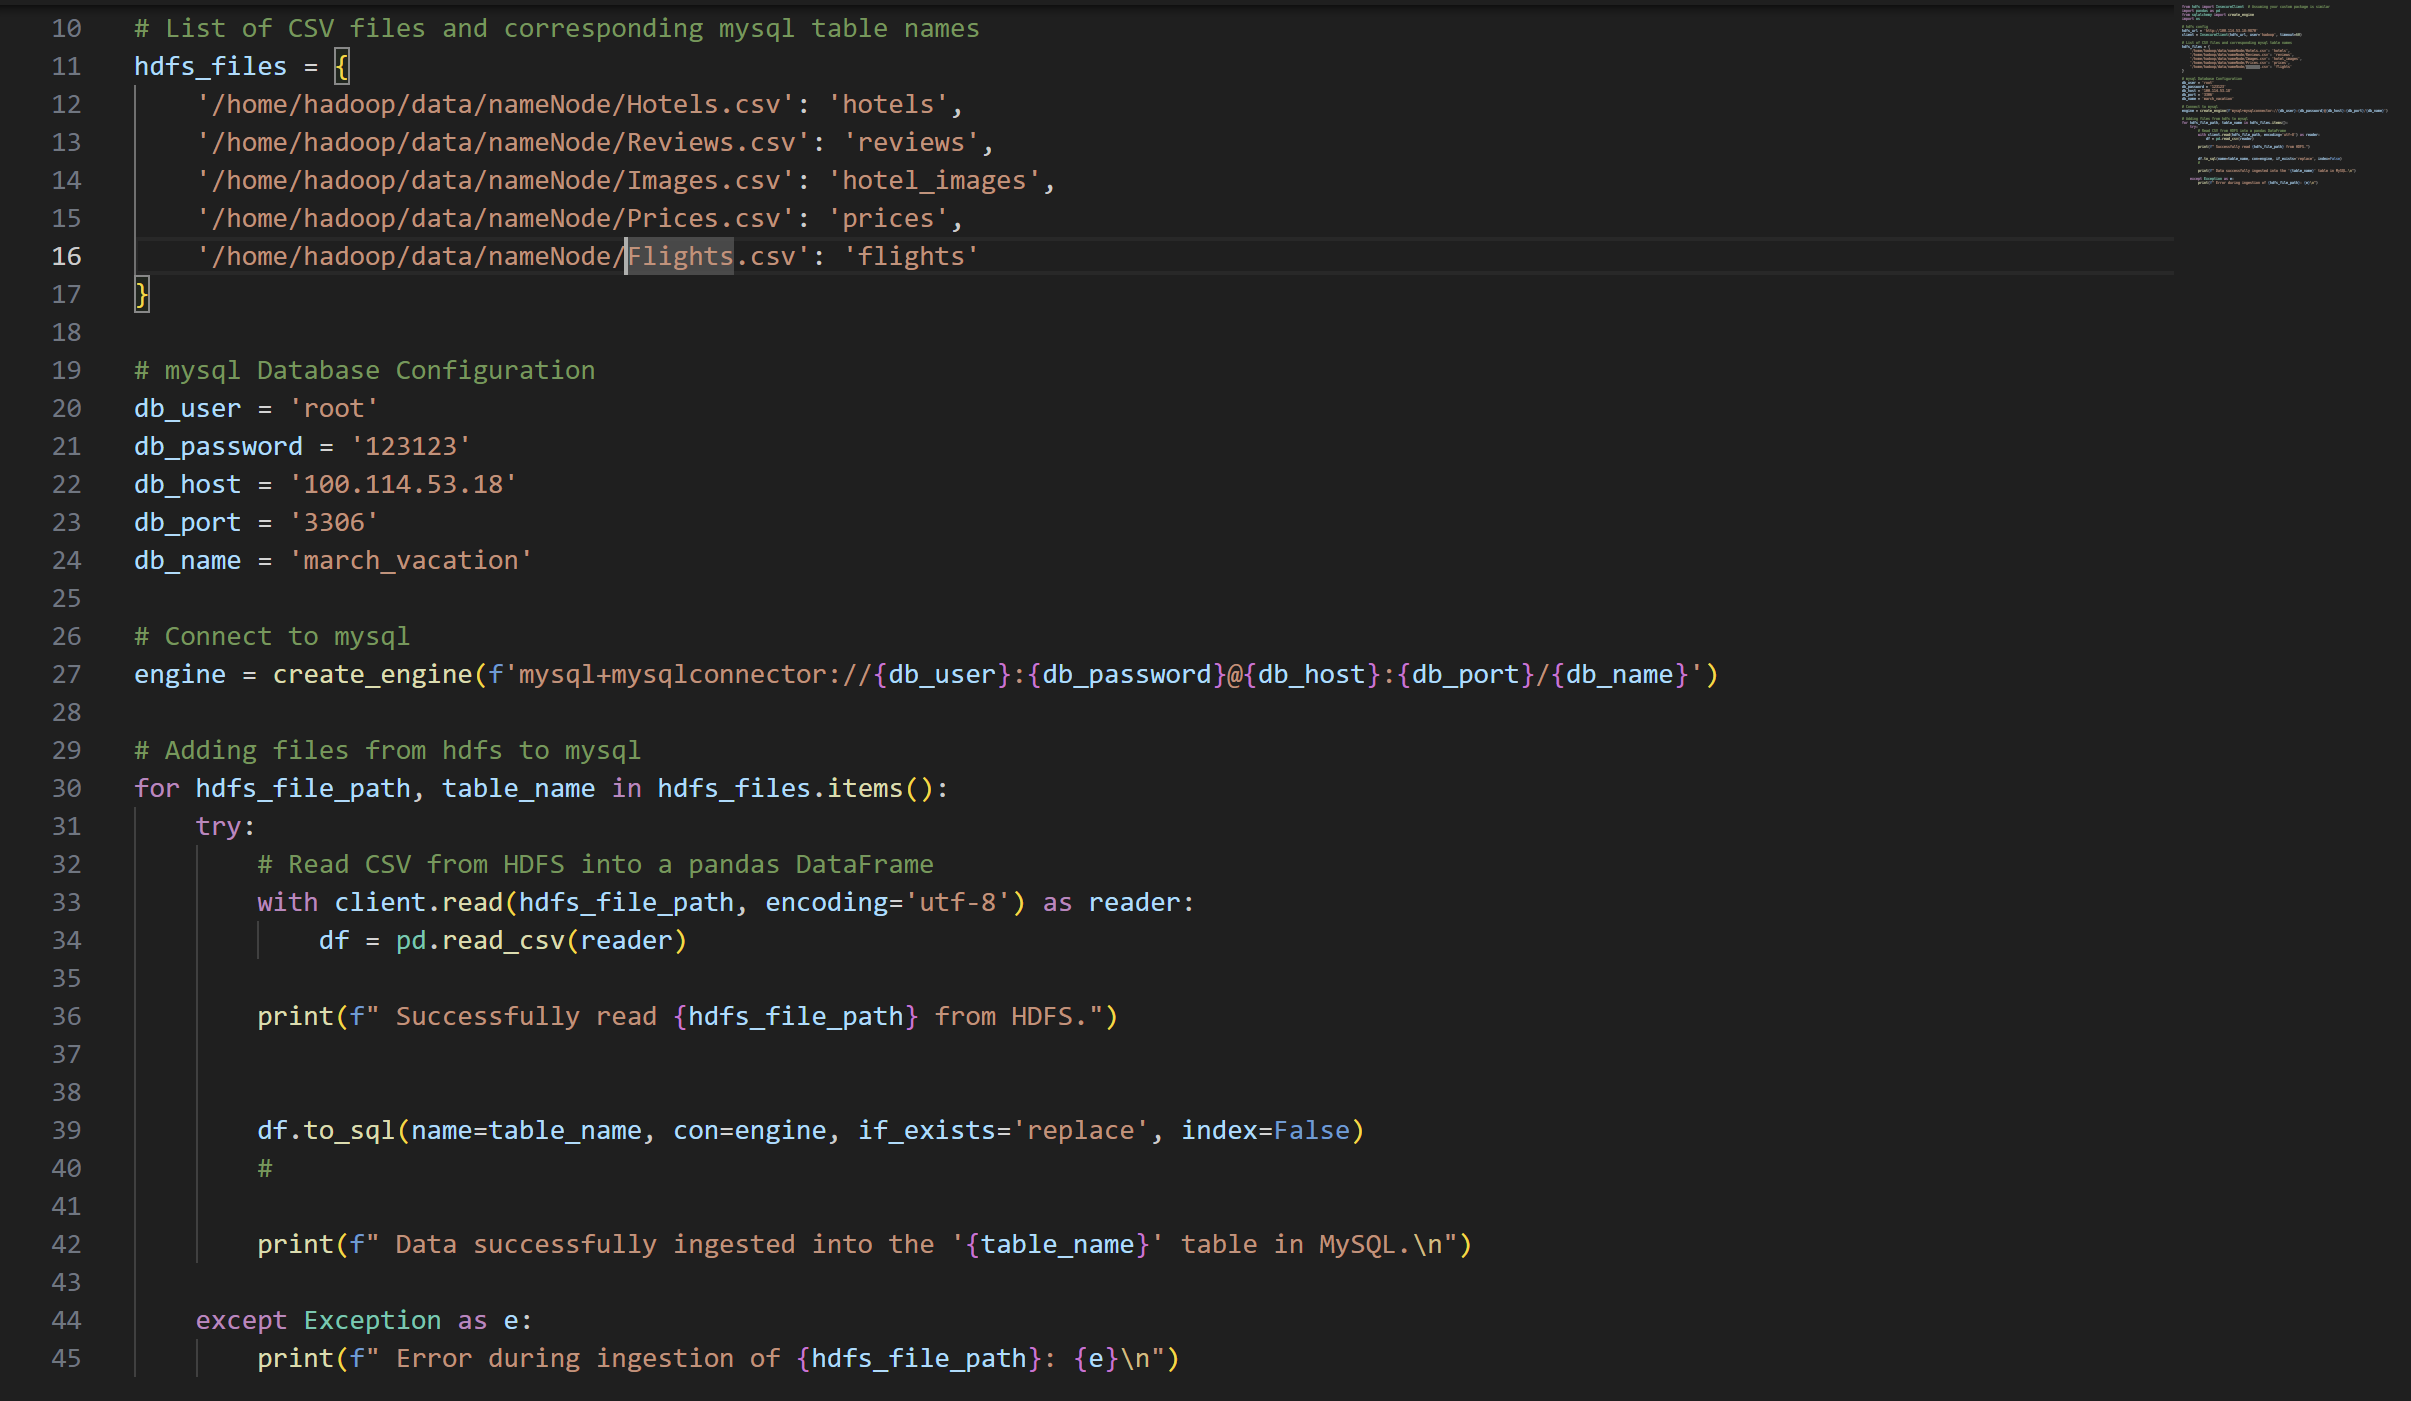 10 # List of CSV files and corresponding mysql table names
11 hdfs_files = {
12     '/home/hadoop/data/nameNode/Hotels.csv': 'hotels',
13     '/home/hadoop/data/nameNode/Reviews.csv': 'reviews',
14     '/home/hadoop/data/nameNode/Images.csv': 'hotel_images',
15     '/home/hadoop/data/nameNode/Prices.csv': 'prices',
16     '/home/hadoop/data/nameNode/Flights.csv': 'flights'
17 }
18
19 # mysql Database Configuration
20 db_user = 'root'
21 db_password = '123123'
22 db_host = '100.114.53.18'
23 db_port = '3306'
24 db_name = 'march_vacation'
25
26 # Connect to mysql
27 engine = create_engine(f'mysql+mysqlconnector://{db_user}:{db_password}@{db_host}:{db_port}/{db_name}')
28
29 # Adding files from hdfs to mysql
30 for hdfs_file_path, table_name in hdfs_files.items():
31     try:
32         # Read CSV from HDFS into a pandas DataFrame
33         with client.read(hdfs_file_path, encoding='utf-8') as reader:
34             df = pd.read_csv(reader)
35
36         print(f" Successfully read {hdfs_file_path} from HDFS.")
37
38
39         df.to_sql(name=table_name, con=engine, if_exists='replace', index=False)
40         #
41
42         print(f" Data successfully ingested into the '{table_name}' table in MySQL.\n")
43
44     except Exception as e:
45         print(f" Error during ingestion of {hdfs_file_path}: {e}\n")